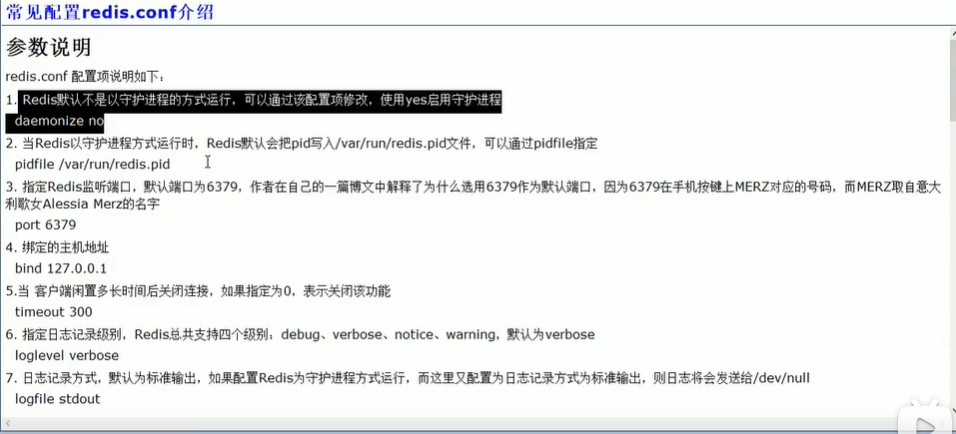 常见配置redis.conf介绍
参数说明
redis.conf 配置项说明如下：
1. Redis默认不是以守护进程的方式运行，可以通过该配置项修改，使用yes启用守护进程
daemonize no
2. 当Redis以守护进程方式运行时，Redis默认会把pid写入/var/run/redis.pid文件，可以通过pidfile指定
pidfile /var/run/redis.pid
3. 指定Redis监听端口，默认端口为6379，作者在自己的一篇博文中解释了为什么选用6379作为默认端口，因为6379在手机按键上MERZ对应的号码，而MERZ取自意大
利歌女Alessia Merz的名字
port 6379
4. 绑定的主机地址
bind 127.0.0.1
5.当 客户端闲置多长时间后关闭连接，如果指定为0，表示关闭该功能
timeout 300
6. 指定日志记录级别，Redis总共支持四个级别：debug、verbose、notice、warning，默认为verbose
loglevel verbose
7. 日志记录方式，默认为标准输出，如果配置Redis为守护进程方式运行，而这里又配置为日志记录方式为标准输出，则日志将会发送给/dev/null
logfile stdout